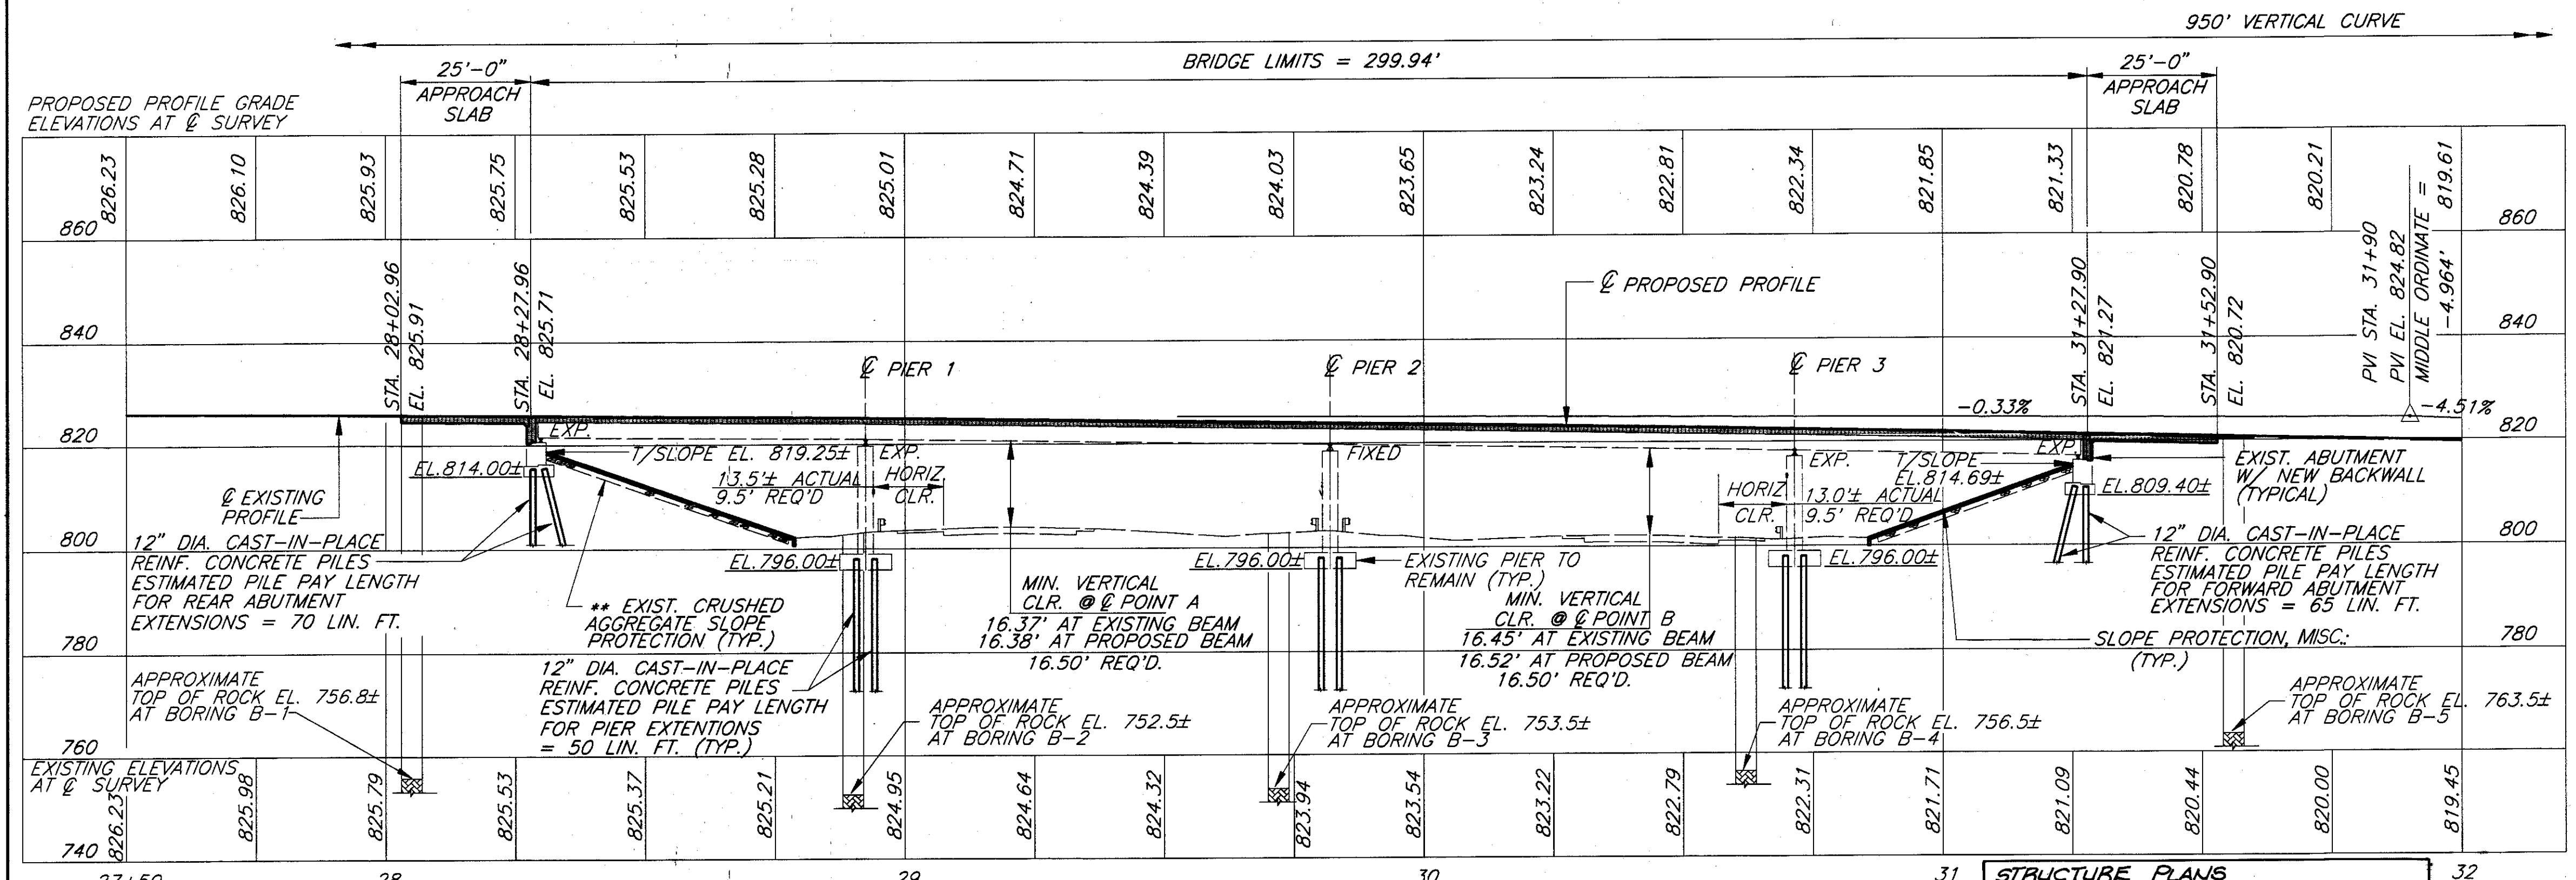 950' VERTICAL CURVE
BRIDGE LIMITS = 299.94'
25'-0"
APPROACH
SLAB
25'-0"
APPROACH
SLAB
PROPOSED PROFILE GRADE
ELEVATIONS AT ℄ SURVEY
826.23
826.10
825.93
825.75
825.53
825.28
825.01
824.71
824.39
824.03
823.65
823.24
822.81
822.34
821.85
821.33
820.78
820.21
819.61
860
860
STA. 28+02.96
EL. 825.91
STA. 28+27.96
EL. 825.71
STA. 31+27.90
EL. 821.27
STA. 31+52.90
EL. 820.72
PVI STA. 31+90
PVI EL. 824.82
MIDDLE ORDINATE =
-4.964'
℄ PROPOSED PROFILE
840
840
℄ PIER 1
℄ PIER 2
℄ PIER 3
-0.33%
-4.51%
820
820
EXP.
T/SLOPE EL. 819.25±
EXP.
FIXED
EXP.
T/SLOPE
EL.814.69±
EXP.
EXIST. ABUTMENT
W/ NEW BACKWALL
(TYPICAL)
EL.814.00±
13.5'± ACTUAL
9.5' REQ'D
HORIZ
CLR.
HORIZ
CLR.
13.0'± ACTUAL
9.5' REQ'D
EL.809.40±
℄ EXISTING
PROFILE
800
800
12" DIA. CAST-IN-PLACE
REINF. CONCRETE PILES
ESTIMATED PILE PAY LENGTH
FOR REAR ABUTMENT
EXTENSIONS = 70 LIN. FT.
** EXIST. CRUSHED
AGGREGATE SLOPE
PROTECTION (TYP.)
EL.796.00±
EL.796.00±
EXISTING PIER TO
REMAIN (TYP.)
EL.796.00±
12" DIA. CAST-IN-PLACE
REINF. CONCRETE PILES
ESTIMATED PILE PAY LENGTH
FOR FORWARD ABUTMENT
EXTENSIONS = 65 LIN. FT.
MIN. VERTICAL
CLR. @ ℄ POINT A
16.37' AT EXISTING BEAM
16.38' AT PROPOSED BEAM
16.50' REQ'D.
MIN. VERTICAL
CLR. @ ℄ POINT B
16.45' AT EXISTING BEAM
16.52' AT PROPOSED BEAM
16.50' REQ'D.
SLOPE PROTECTION, MISC.:
(TYP.)
780
780
12" DIA. CAST-IN-PLACE
REINF. CONCRETE PILES
ESTIMATED PILE PAY LENGTH
FOR PIER EXTENTIONS
= 50 LIN. FT. (TYP.)
APPROXIMATE
TOP OF ROCK EL. 756.8±
AT BORING B-1
APPROXIMATE
TOP OF ROCK EL. 752.5±
AT BORING B-2
APPROXIMATE
TOP OF ROCK EL. 753.5±
AT BORING B-3
APPROXIMATE
TOP OF ROCK EL. 756.5±
AT BORING B-4
APPROXIMATE
TOP OF ROCK EL. 763.5±
AT BORING B-5
760
760
EXISTING ELEVATIONS
AT ℄ SURVEY
826.23
825.98
825.79
825.53
825.37
825.21
824.95
824.64
824.32
823.94
823.54
823.22
822.79
822.31
821.71
821.09
820.44
820.00
819.45
740
740
27+50
28
29
30
31
32
STRUCTURE PLANS